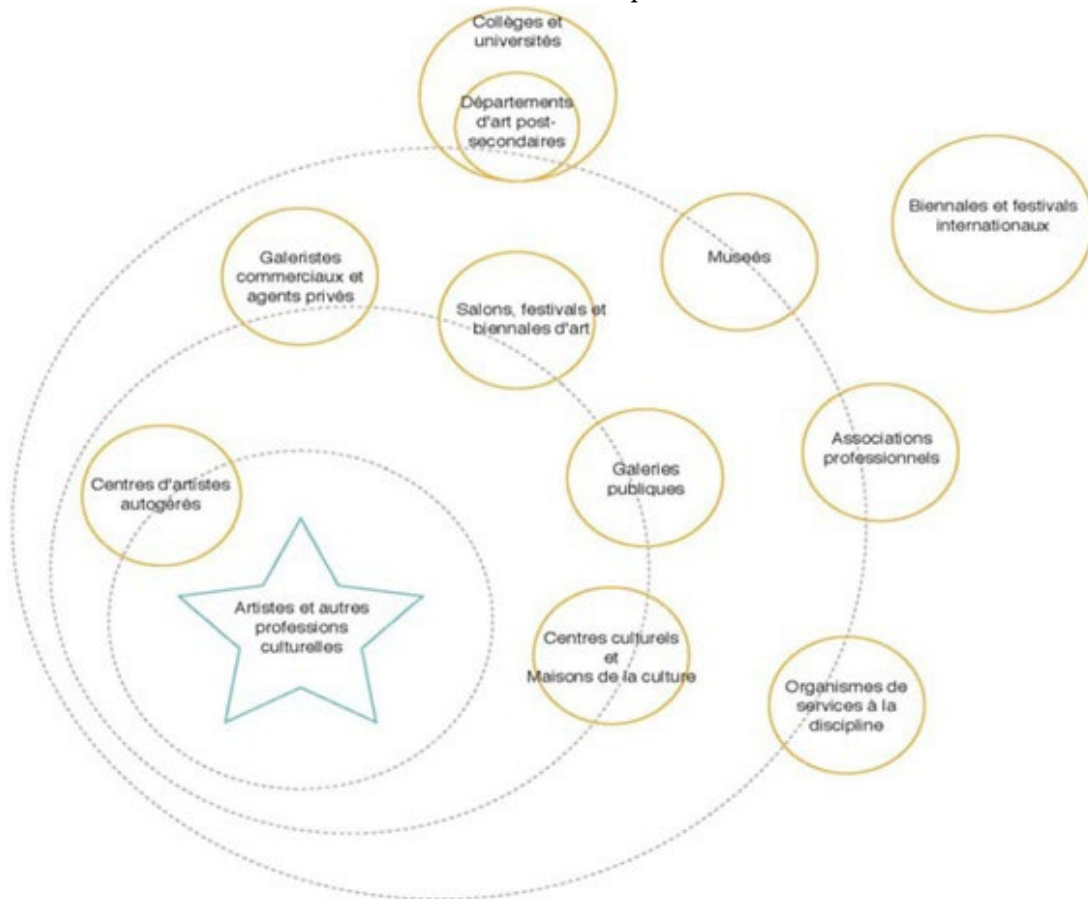 Collèges et
universités
Départements
d'art post-
secondaires
Biennales et festivals
internationaux
Galeristes
commerciaux et
agents privés
Museés
Salons, festivals et
biennales d'art
Associations
professionnels
Galeries
publiques
Centres d'artistes
autogérés
Artistes et autres
professions
culturelles
Centres culturels
et
Maisons de la culture
Organismes de
services à la
discipline